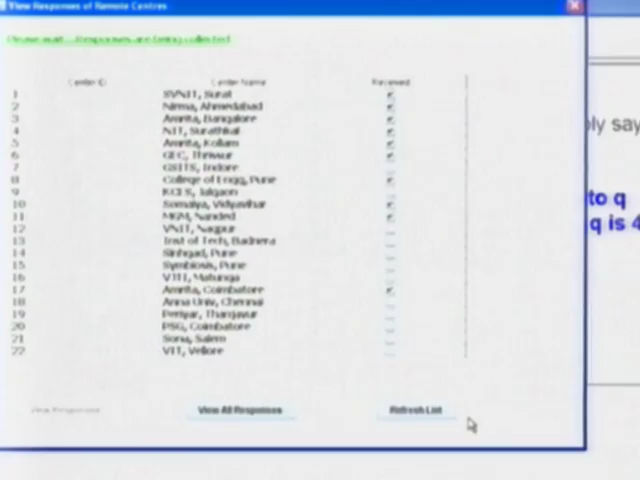 View Responses of Remote Centres
Please wait... Responses are being collected
Center ID Center Name Received
1 SVNIT, Surat
2 Nirma, Ahmedabad
3 Amrita, Bangalore
4 NIT, Surathkal
5 Amrita, Kollam
6 GEC, Thrissur
7 GSITS, Indore
8 College of Engg, Pune
9 KCES, Jalgaon
10 Somaiya, Vidyavihar
11 MGM, Nanded
12 VNIT, Nagpur
13 Inst of Tech, Badnera
14 Sinhgad, Pune
15 Symbiosis, Pune
16 VJTI, Matunga
17 Amrita, Coimbatore
18 Anna Univ, Chennai
19 Periyar, Thanjavur
20 PSG, Coimbatore
21 Sona, Salem
22 VIT, Vellore
View Responses View All Responses Refresh List
ply say
to q
q is 4